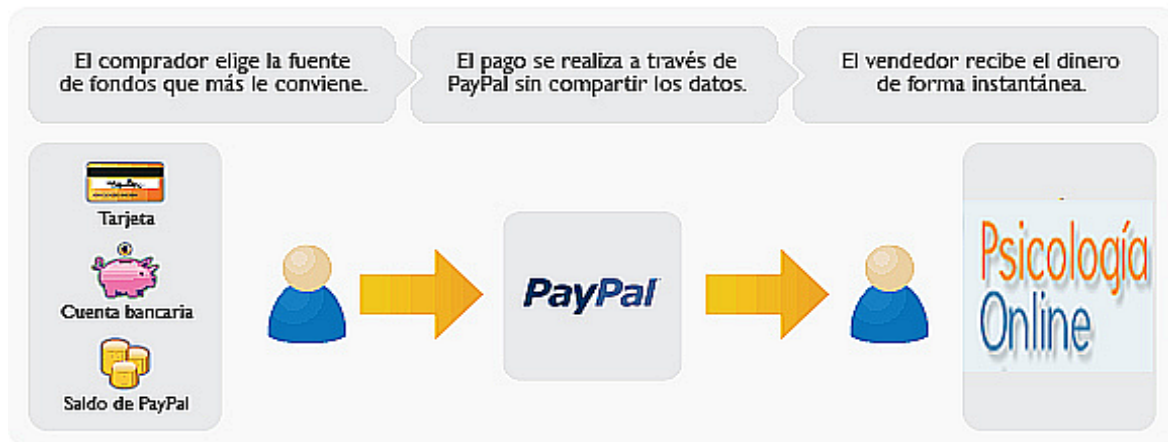 El comprador elige la fuente
de fondos que más le conviene.
El pago se realiza a través de
PayPal sin compartir los datos.
El vendedor recibe el dinero
de forma instantánea.
Tarjeta
Cuenta bancaria
Saldo de PayPal
PayPal
Psicología
Online